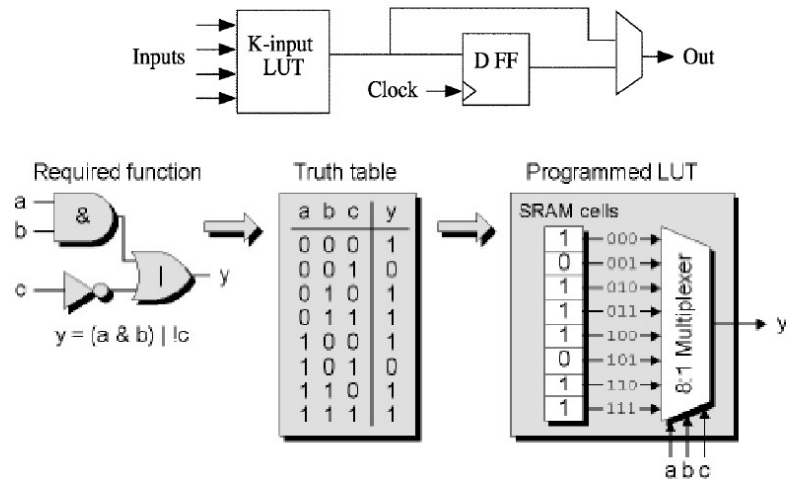 Inputs
K-input
LUT
D FF
Clock
Out
Required function
a
&
b
|
y
c
y = (a & b) | !c
Truth table
a b c y
0 0 0 1
0 0 1 0
0 1 0 1
0 1 1 1
1 0 0 1
1 0 1 0
1 1 0 1
1 1 1 1
Programmed LUT
SRAM cells
1 000
0 001
1 010
1 011
1 100
0 101
1 110
1 111
8:1 Multiplexer
y
a b c